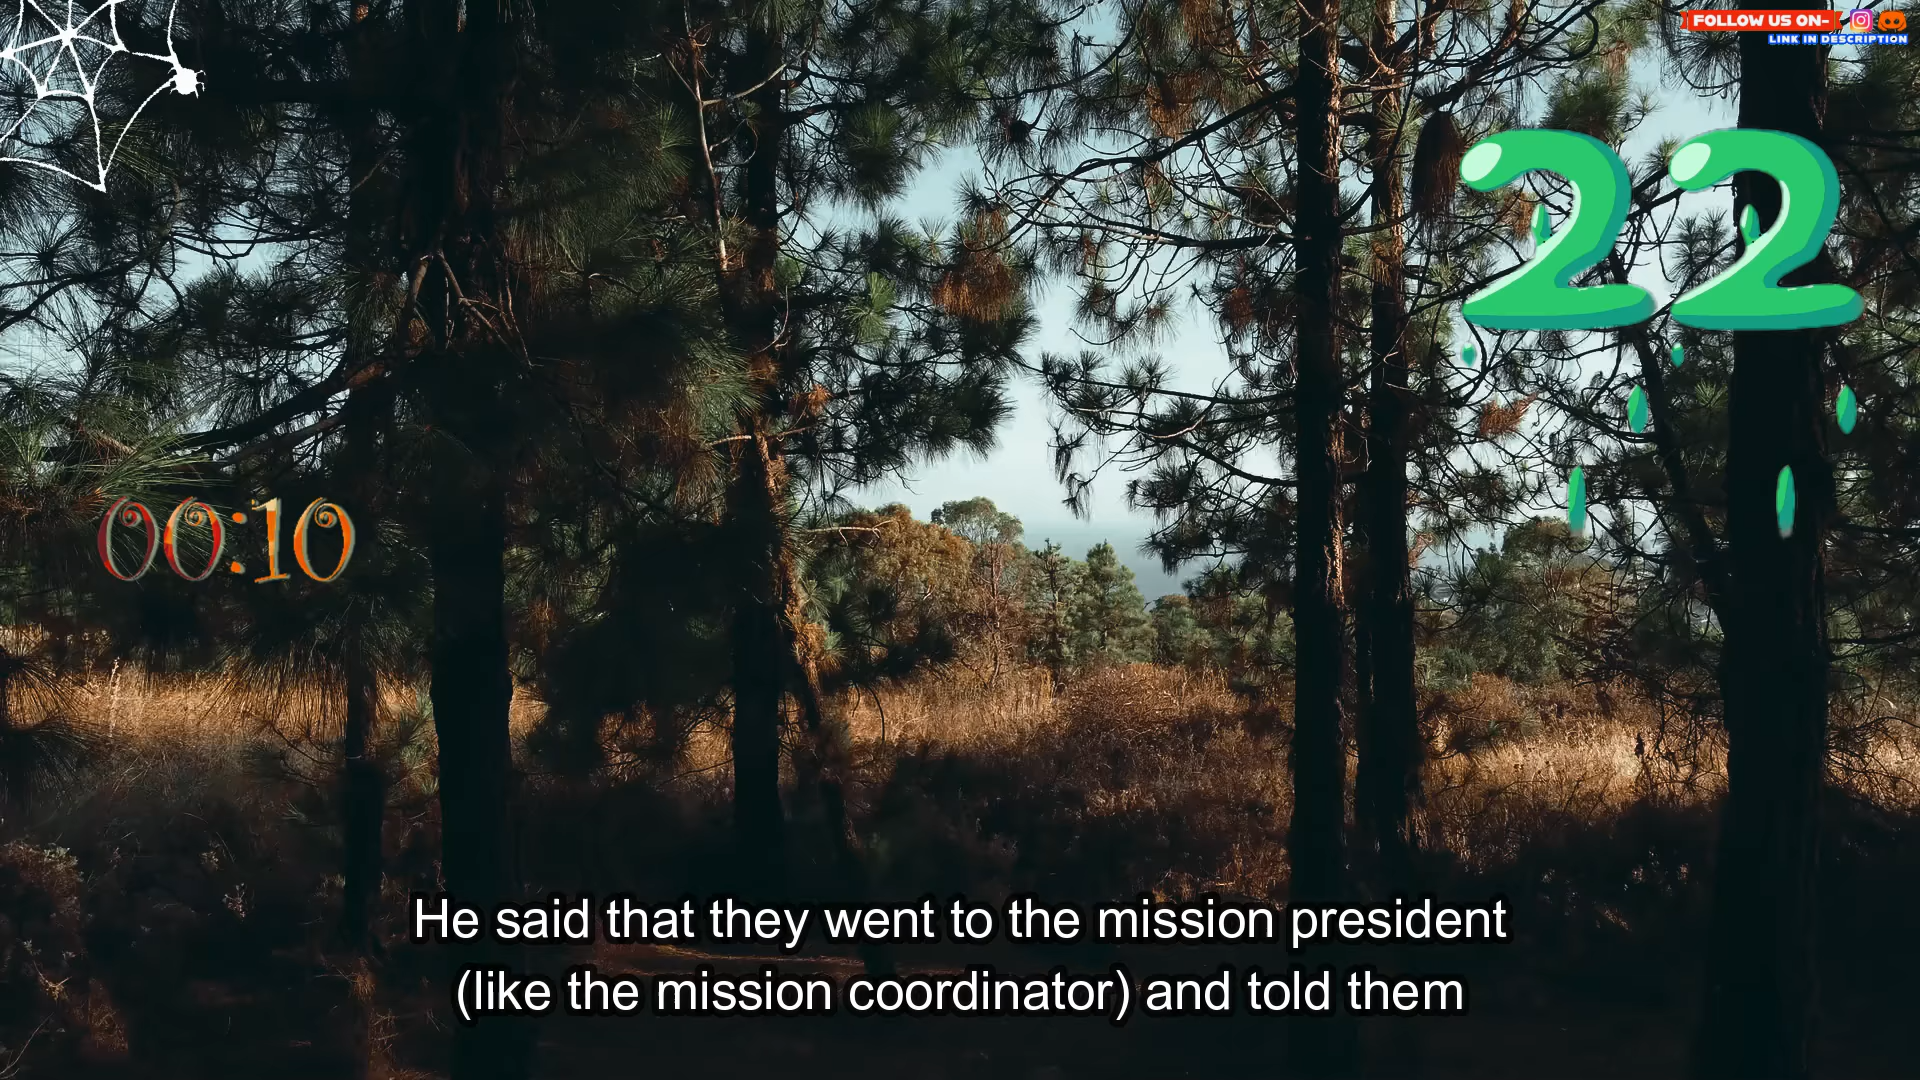 FOLLOW US ON-
LINK IN DESCRIPTION
22
00:10
He said that they went to the mission president
(like the mission coordinator) and told them